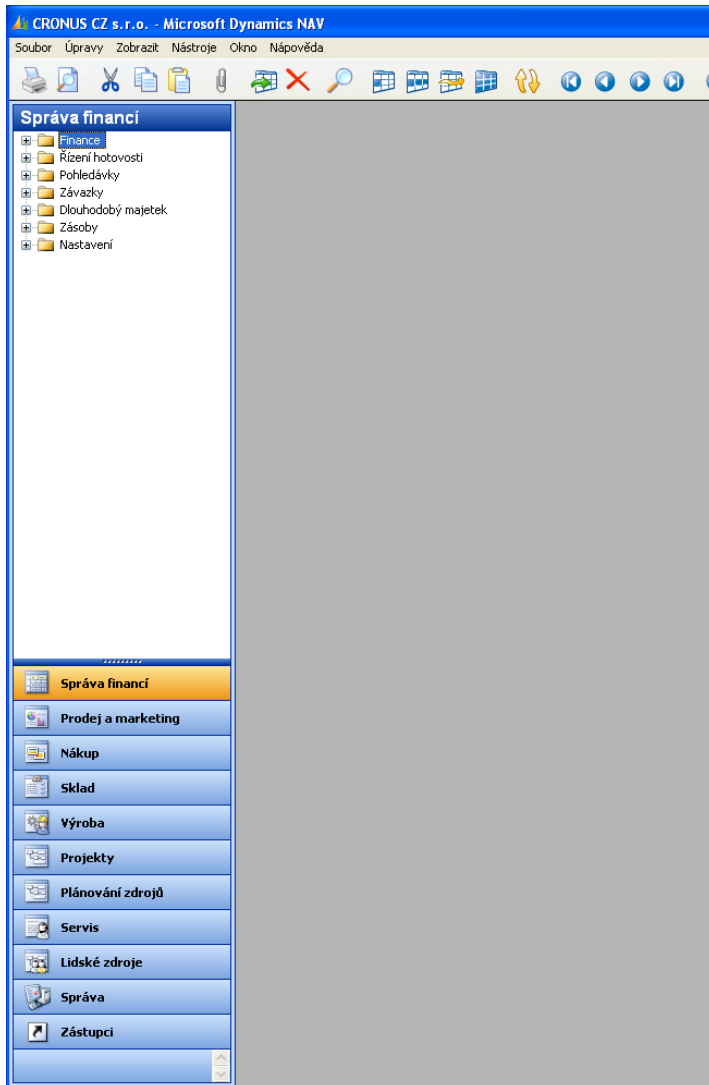 CRONUS CZ s.r.o. - Microsoft Dynamics NAV
Soubor Úpravy Zobrazit Nástroje Okno Nápověda
Správa financí
Finance
Řízení hotovosti
Pohledávky
Závazky
Dlouhodobý majetek
Zásoby
Nastavení
Správa financí
Prodej a marketing
Nákup
Sklad
Výroba
Projekty
Plánování zdrojů
Servis
Lidské zdroje
Správa
Zástupci